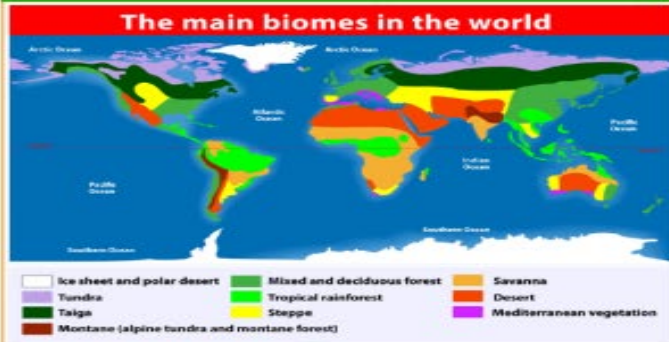 The main biomes in the world
Arctic Ocean
Arctic Ocean
Atlantic
Ocean
Pacific
Ocean
Indian
Ocean
Pacific
Ocean
Southern Ocean
Southern Ocean
Ice sheet and polar desert
Mixed and deciduous forest
Savanna
Tundra
Tropical rainforest
Desert
Taiga
Steppe
Mediterranean vegetation
Montane (alpine tundra and montane forest)